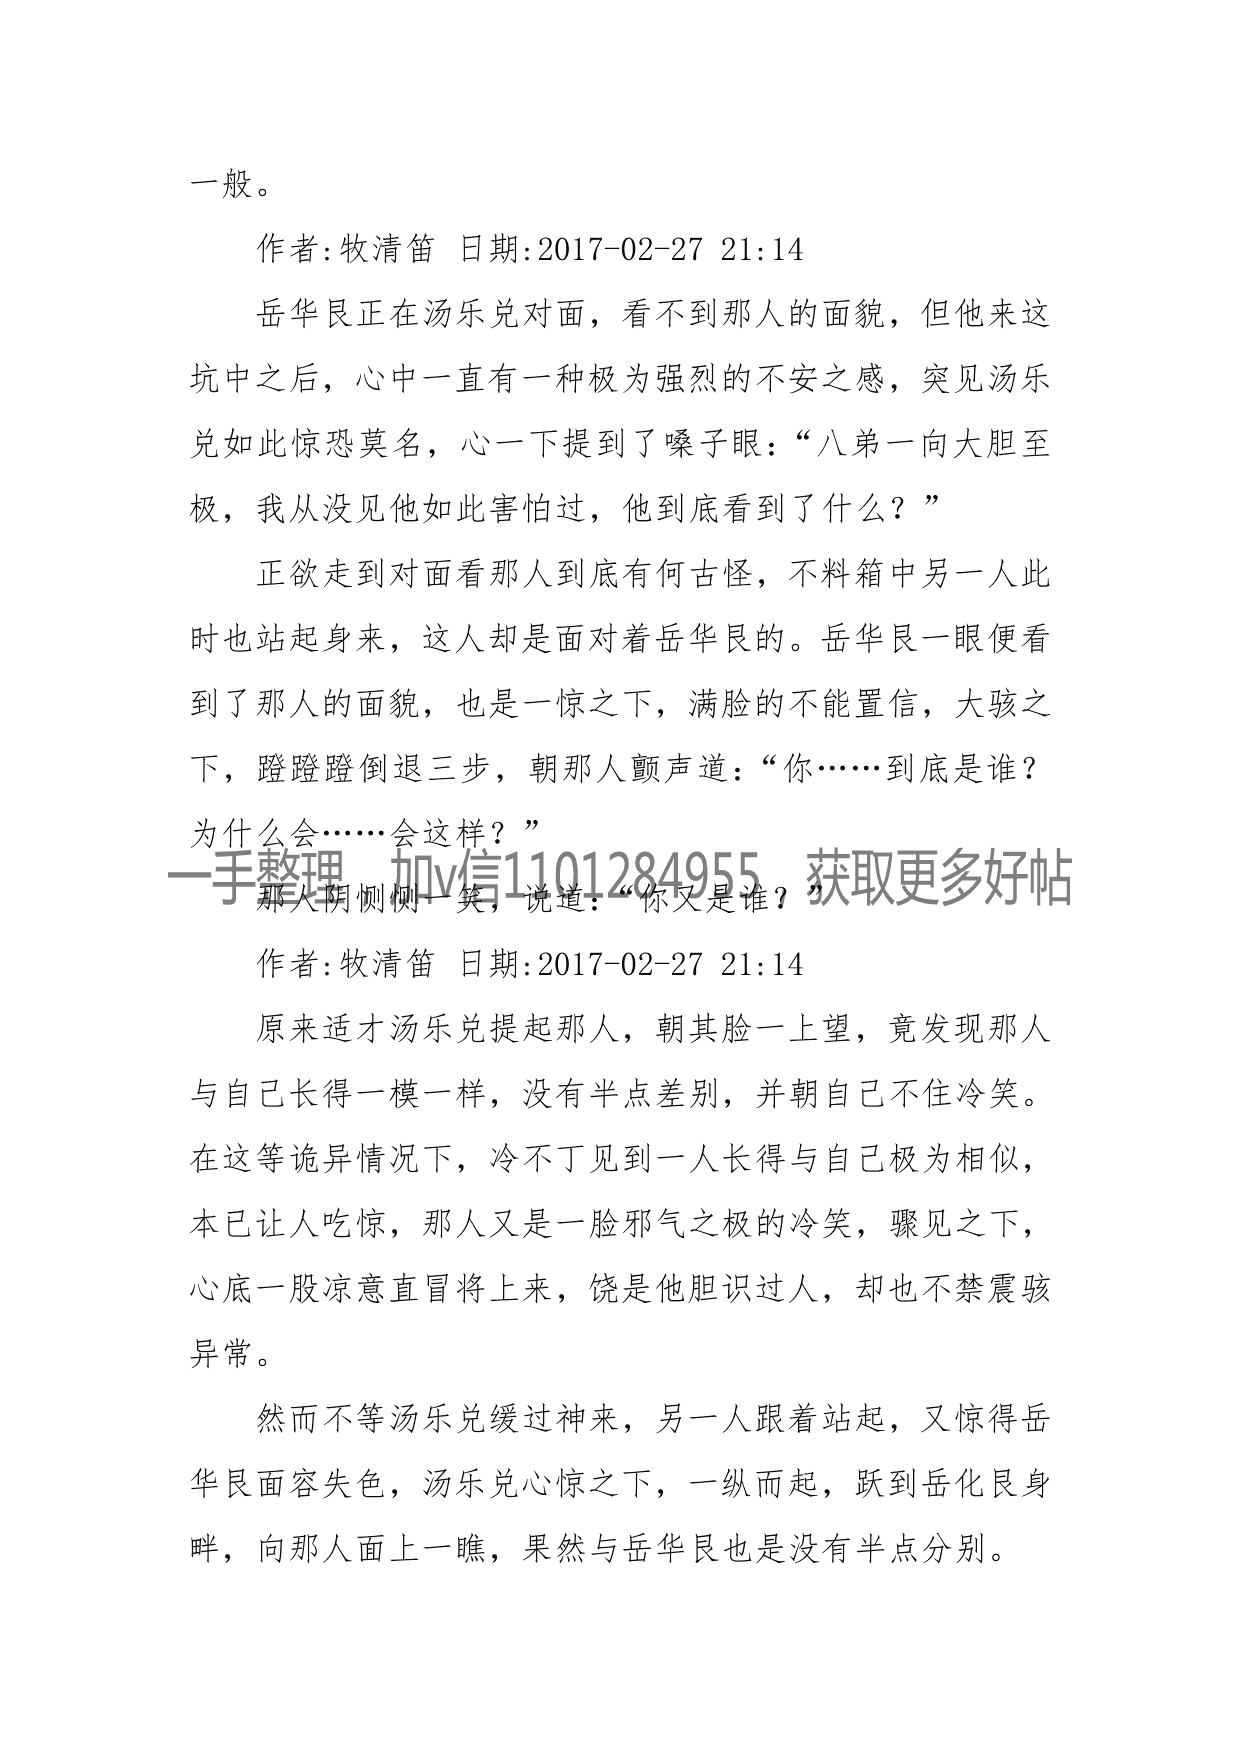 一般。
作者:牧清笛 日期:2017-02-27 21:14
岳华艮正在汤乐兑对面，看不到那人的面貌，但他来这
坑中之后，心中一直有一种极为强烈的不安之感，突见汤乐
兑如此惊恐莫名，心一下提到了嗓子眼：“八弟一向大胆至
极，我从没见他如此害怕过，他到底看到了什么？”
正欲走到对面看那人到底有何古怪，不料箱中另一人此
时也站起身来，这人却是面对着岳华艮的。岳华艮一眼便看
到了那人的面貌，也是一惊之下，满脸的不能置信，大骇之
下，蹬蹬蹬倒退三步，朝那人颤声道：“你……到底是谁？
为什么会……会这样？”
一手整理，加v信1101284955，获取更多好帖
那人阴恻恻一笑，说道：“你又是谁？”
作者:牧清笛 日期:2017-02-27 21:14
原来适才汤乐兑提起那人，朝其脸一上望，竟发现那人
与自己长得一模一样，没有半点差别，并朝自己不住冷笑。
在这等诡异情况下，冷不丁见到一人长得与自己极为相似，
本已让人吃惊，那人又是一脸邪气之极的冷笑，骤见之下，
心底一股凉意直冒将上来，饶是他胆识过人，却也不禁震骇
异常。
然而不等汤乐兑缓过神来，另一人跟着站起，又惊得岳
华艮面容失色，汤乐兑心惊之下，一纵而起，跃到岳化艮身
畔，向那人面上一瞧，果然与岳华艮也是没有半点分别。